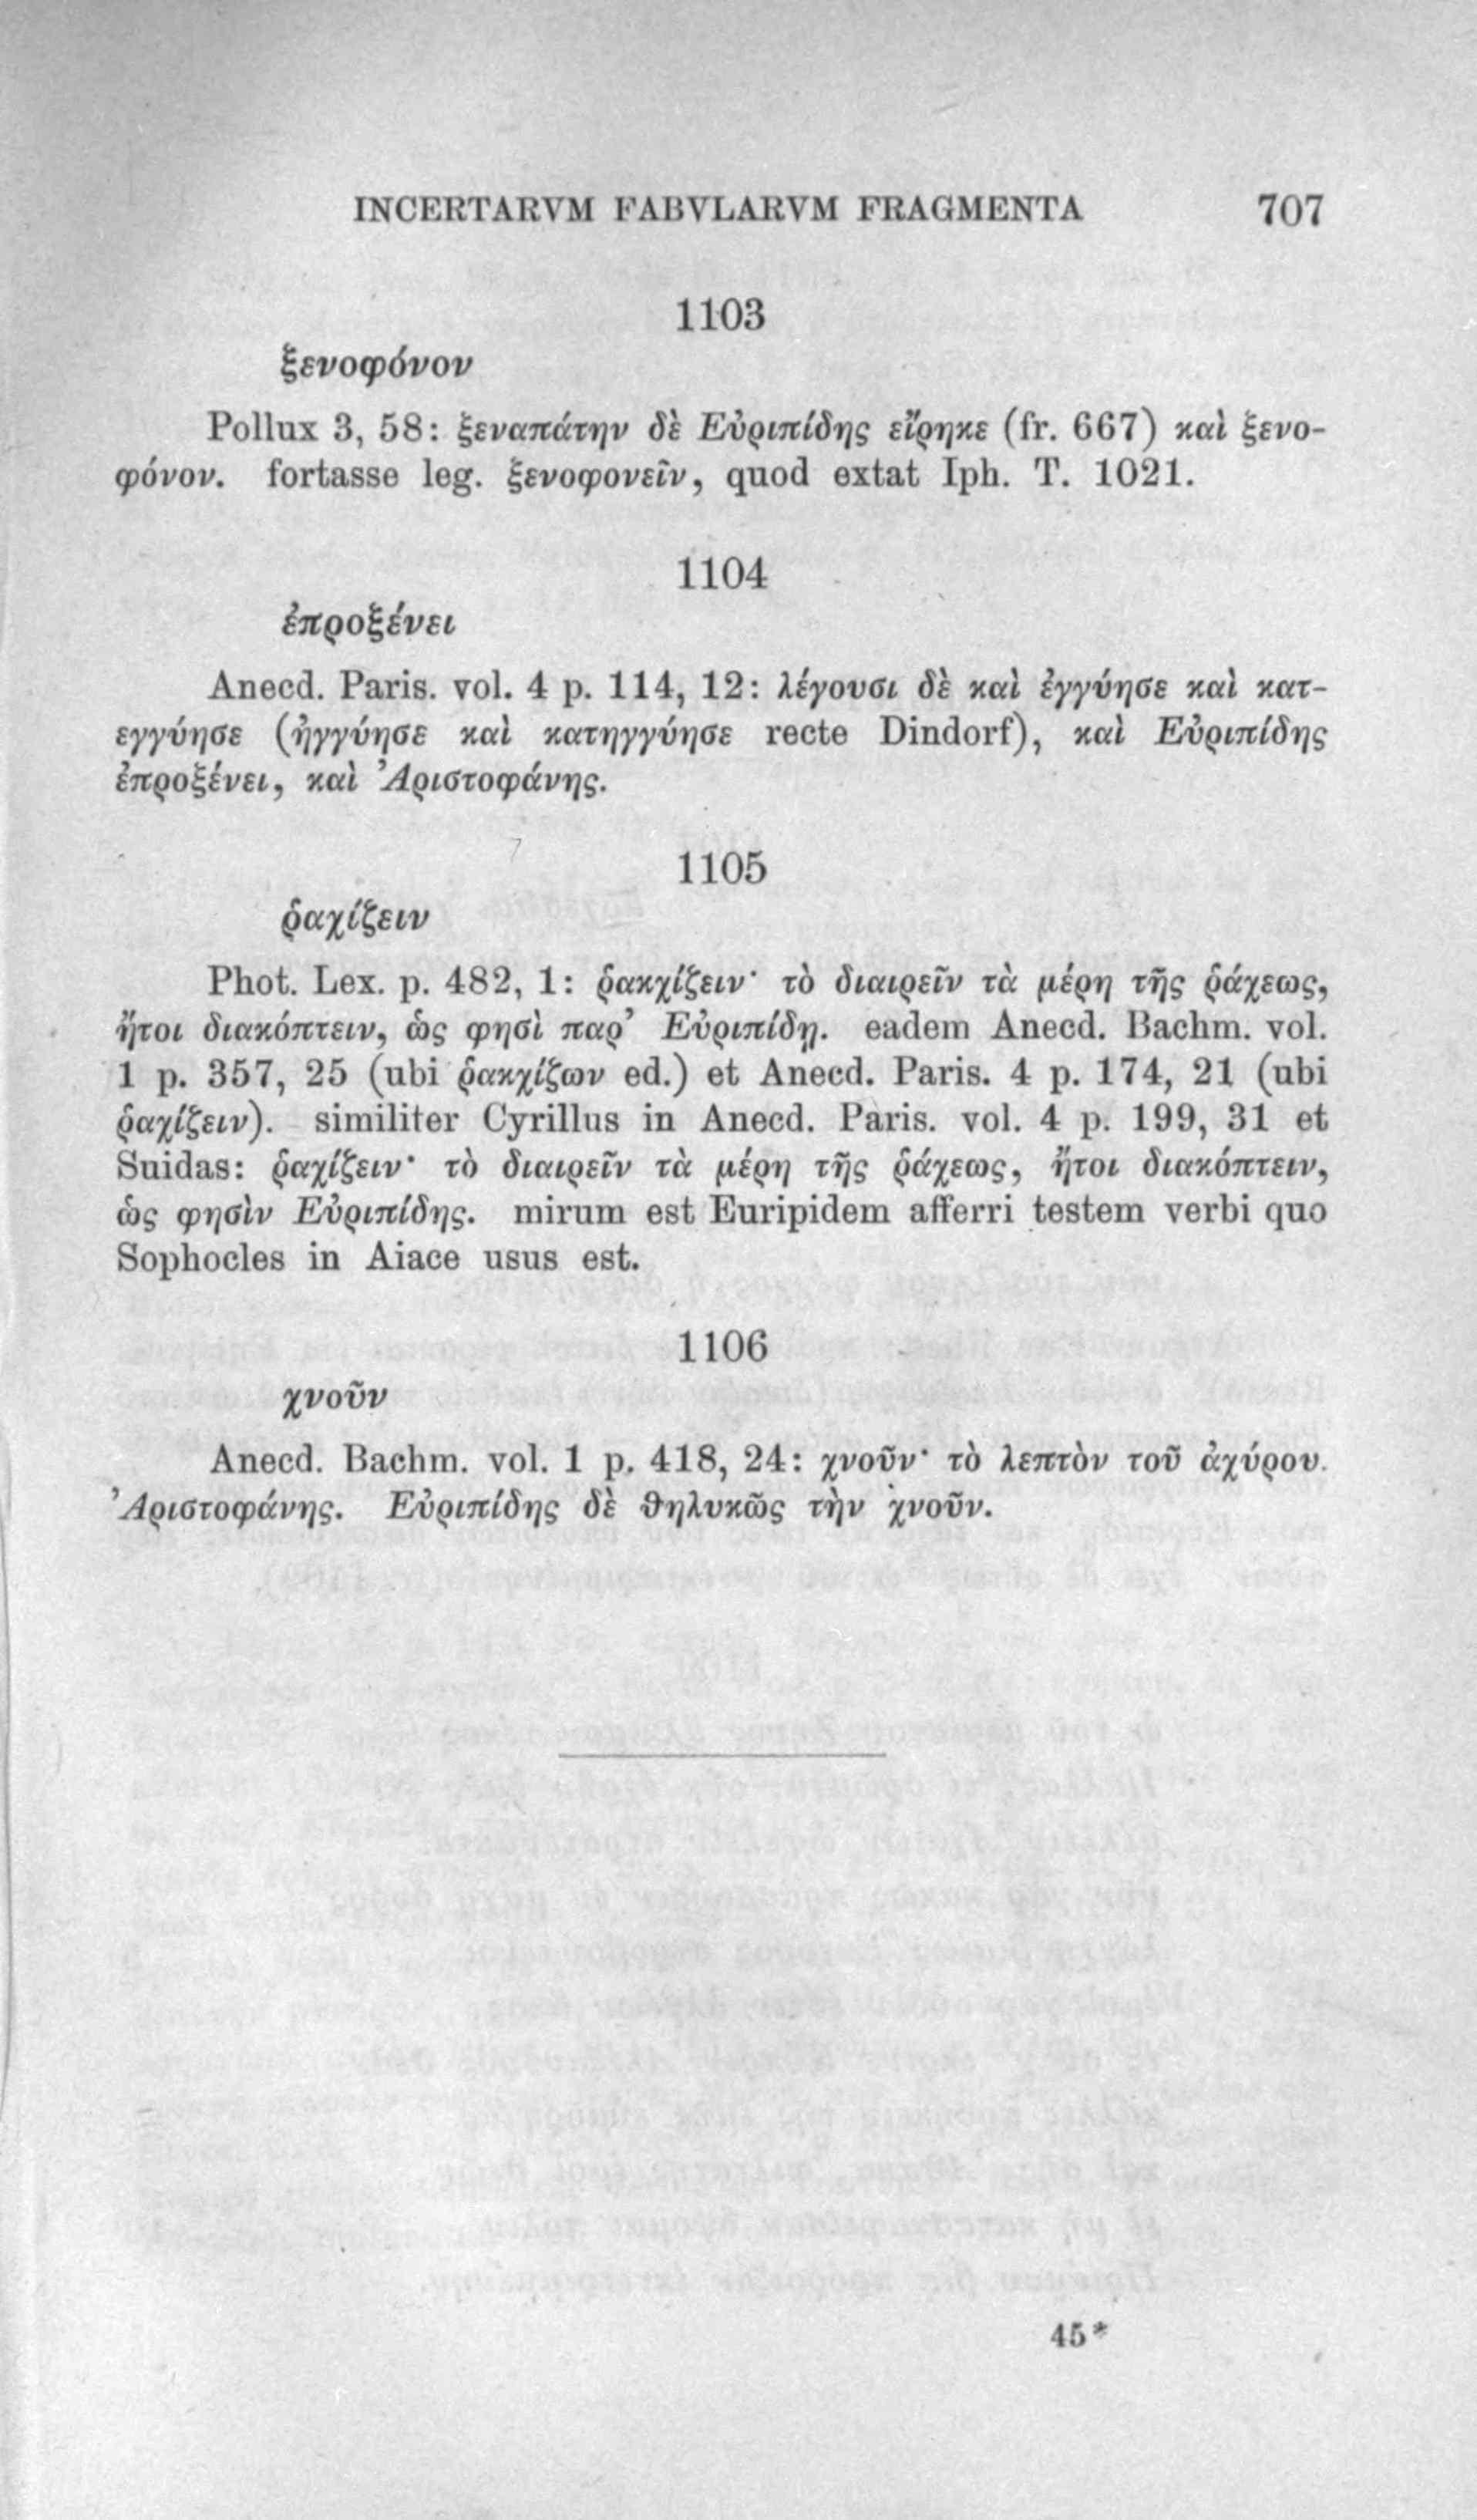 INCERTARVM FABVLARVM FRAGMENTA 707
1103
ξενοφόνον
Pollux 3, 58: ξεναπάτην δὲ Εὐριπίδης εἴρηκε (fr. 667) καὶ ξενο-
φόνον. fortasse leg. ξενοφονεῖν, quod extat Iph. T. 1021.
1104
ἐπροξένει
Anecd. Paris. vol. 4 p. 114, 12: λέγουσι δὲ καὶ ἐγγύησε καὶ κατ-
εγγύησε (ἠγγύησε καὶ κατηγγύησε recte Dindorf), καὶ Εὐριπίδης
ἐπροξένει, καὶ Ἀριστοφάνης.
1105
ῥαχίζειν
Phot. Lex. p. 482, 1: ῥακχίζειν· τὸ διαιρεῖν τὰ μέρη τῆς ῥάχεως,
ἤτοι διακόπτειν, ὥς φησὶ παρ’ Εὐριπίδῃ. eadem Anecd. Bachm. vol.
1 p. 357, 25 (ubi ῥακχίζων ed.) et Anecd. Paris. 4 p. 174, 21 (ubi
ῥαχίζειν). similiter Cyrillus in Anecd. Paris. vol. 4 p. 199, 31 et
Suidas: ῥαχίζειν· τὸ διαιρεῖν τὰ μέρη τῆς ῥάχεως, ἤτοι διακόπτειν,
ὥς φησὶν Εὐριπίδης. mirum est Euripidem afferri testem verbi quo
Sophocles in Aiace usus est.
1106
χνοῦν
Anecd. Bachm. vol. 1 p. 418, 24: χνοῦν· τὸ λεπτὸν τοῦ ἀχύρου.
Ἀριστοφάνης. Εὐριπίδης δὲ θηλυκῶς τὴν χνοῦν.
45*